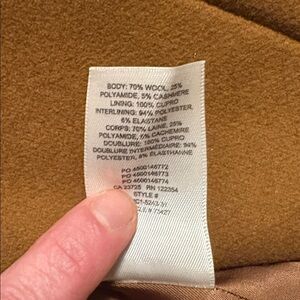 BODY: 70% WOOL, 25%
POLYAMIDE, 5% CASHMERE
LINING: 100% CUPRO
INTERLINING: 94% POLYESTER,
6% ELASTANE
CORPS: 70% LAINE, 25%
POLYAMIDE, 5% CACHEMIRE
DOUBLURE: 100% CUPRO
DOUBLURE INTERMÉDIAIRE: 94%
POLYESTER, 6% ÉLASTHANNE
PO 4500146772
PO 4500146773
PO 4500146774
CA 23725 RN 122354
STYLE #